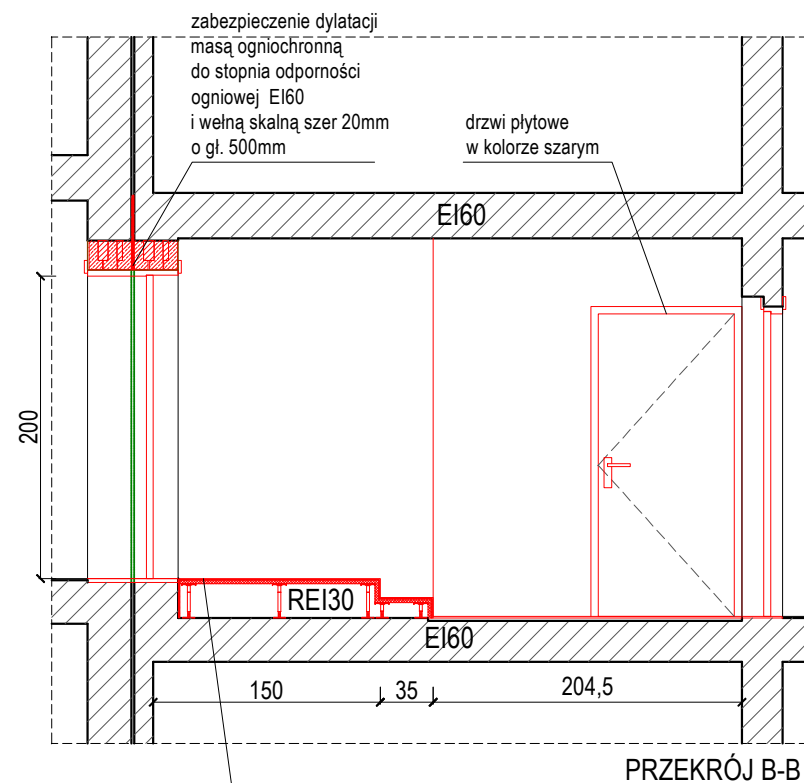 zabezpieczenie dylatacji
masą ogniochronną
do stopnia odporności
ogniowej EI60
i wełną skalną szer 20mm
o gł. 500mm
drzwi płytowe
w kolorze szarym
EI60
200
REI30
EI60
150
35
204,5
PRZEKRÓJ B-B